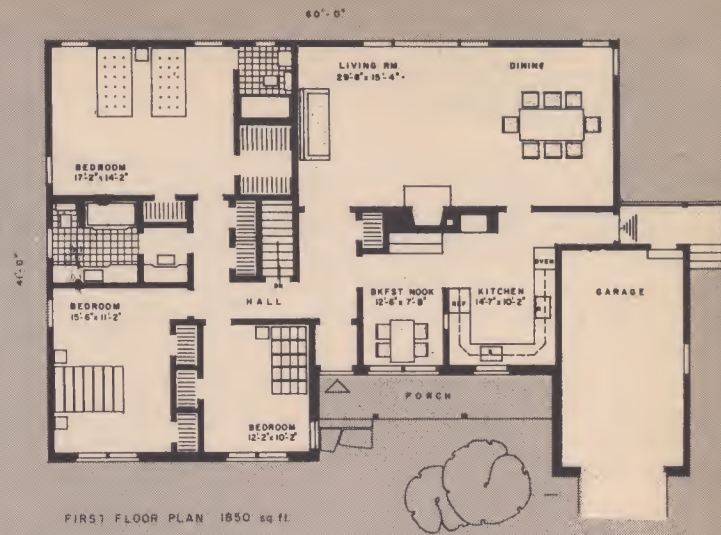 60'-0"
LIVING RM.
29'-8" x 15'-4"
DINING
BEDROOM
17'-2" x 14'-2"
41'-0"
OVEN
DN
HALL
BKFST NOOK
12'-6" x 7'-8"
REF
KITCHEN
14'-7" x 10'-2"
GARAGE
BEDROOM
15'-6" x 11'-2"
PORCH
BEDROOM
12'-2" x 10'-2"
FIRST FLOOR PLAN 1850 sq. ft.